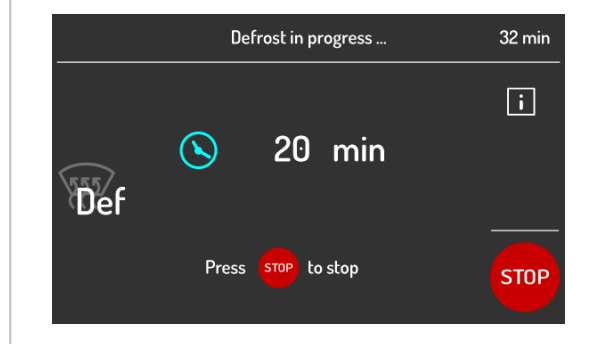 Defrost in progress ... 32 min
i
20 min
Def
Press STOP to stop
STOP